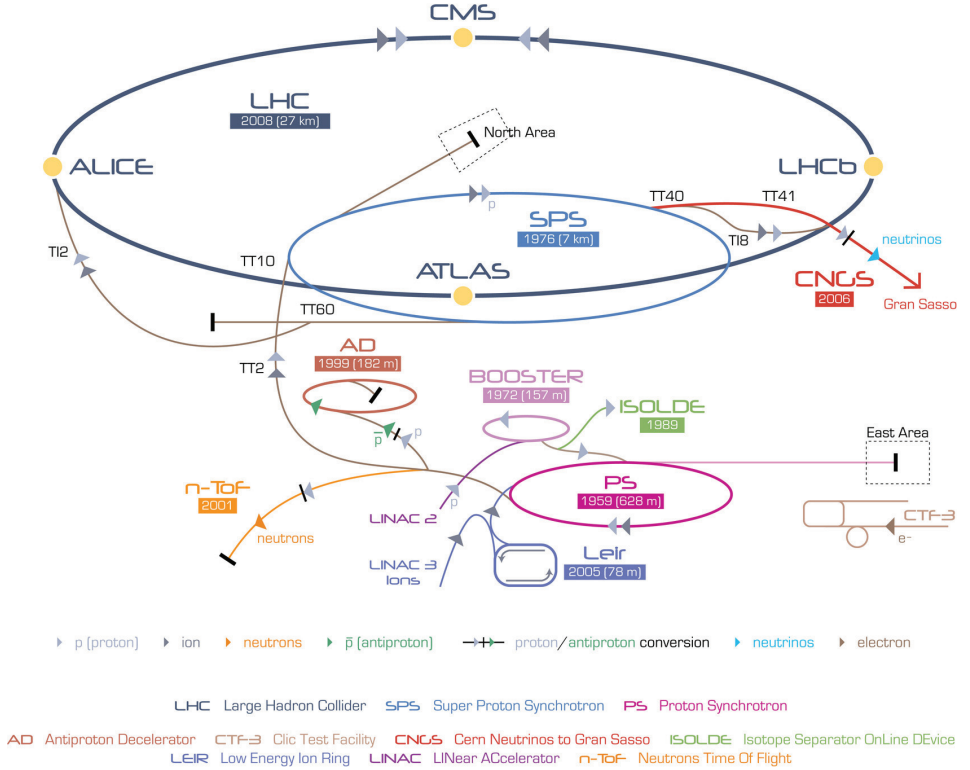 CMS
LHC
2008 (27 km)
North Area
ALICE
LHCb
TT40
TT41
SPS
1976 (7 km)
p
TI8
neutrinos
TI2
TT10
ATLAS
CNGS
2006
Gran Sasso
TT60
AD
1999 (182 m)
TT2
BOOSTER
1972 (157 m)
ISOLDE
1989
p
p̄
East Area
n-ToF
2001
PS
1959 (628 m)
LINAC 2
p
neutrons
CTF-3
e-
LINAC 3
Ions
Leir
2005 (78 m)
p (proton) ion neutrons p̄ (antiproton) proton/antiproton conversion neutrinos electron
LHC Large Hadron Collider SPS Super Proton Synchrotron PS Proton Synchrotron
AD Antiproton Decelerator CTF-3 Clic Test Facility CNGS Cern Neutrinos to Gran Sasso ISOLDE Isotope Separator OnLine DEvice
LEIR Low Energy Ion Ring LINAC LINear ACcelerator n-ToF Neutrons Time Of Flight